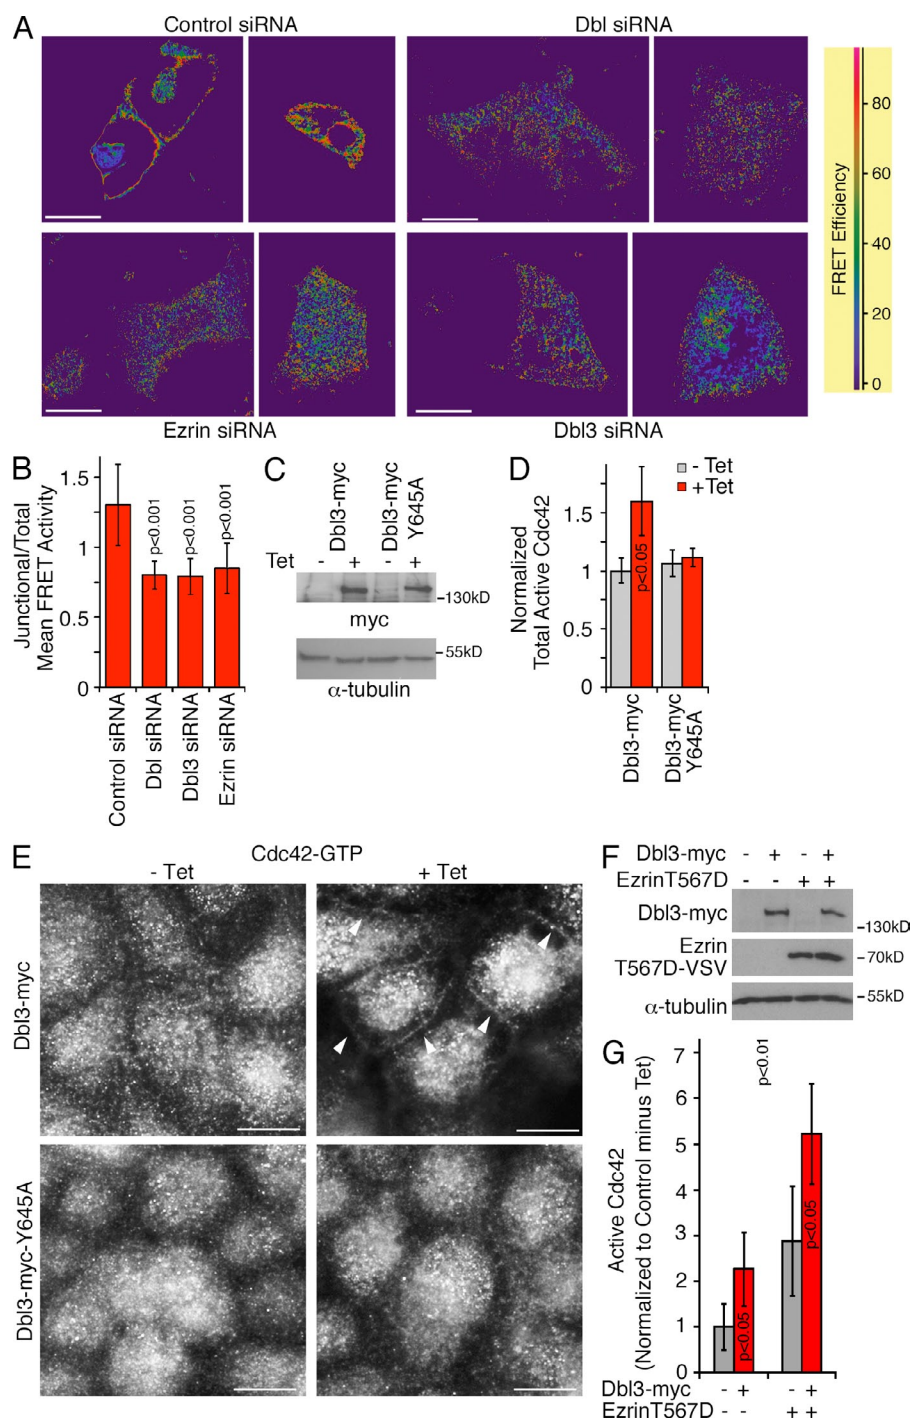 A
Control siRNA
Dbl siRNA
80
60
40
20
0
FRET Efficiency
Ezrin siRNA
Dbl3 siRNA
B
Junctional/Total
Mean FRET Activity
1.5
1
0.5
0
p<0.001
p<0.001
p<0.001
Control siRNA
Dbl siRNA
Dbl3 siRNA
Ezrin siRNA
C
Dbl3-myc
Dbl3-myc
Y645A
Tet - + - +
-130kD
myc
-55kD
α-tubulin
D
- Tet
+Tet
Normalized
Total Active Cdc42
1.5
1
0.5
0
p<0.05
Dbl3-myc
Dbl3-myc
Y645A
E
Cdc42-GTP
- Tet
+ Tet
Dbl3-myc
Dbl3-myc-Y645A
F
Dbl3-myc - + - +
EzrinT567D - - + +
Dbl3-myc
-130kD
Ezrin
T567D-VSV
-70kD
α-tubulin
-55kD
G
Active Cdc42
(Normalized to Control minus Tet)
7
6
5
4
3
2
1
0
p<0.01
p<0.05
p<0.05
Dbl3-myc - + - +
EzrinT567D - - + +